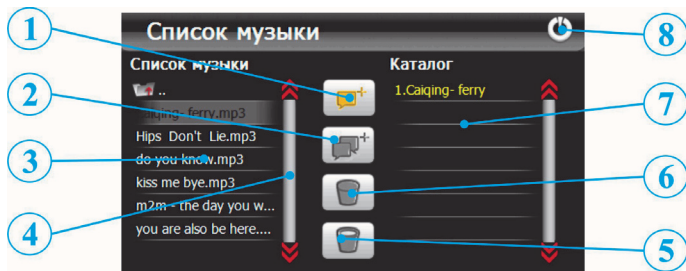 Список музыки
1
8
Список музыки
Каталог
..
1.Caiqing- ferry
2
Caiqing- ferry.mp3
7
Hips Don't Lie.mp3
3
do you know.mp3
kiss me bye.mp3
6
m2m - the day you w...
4
you are also be here....
5